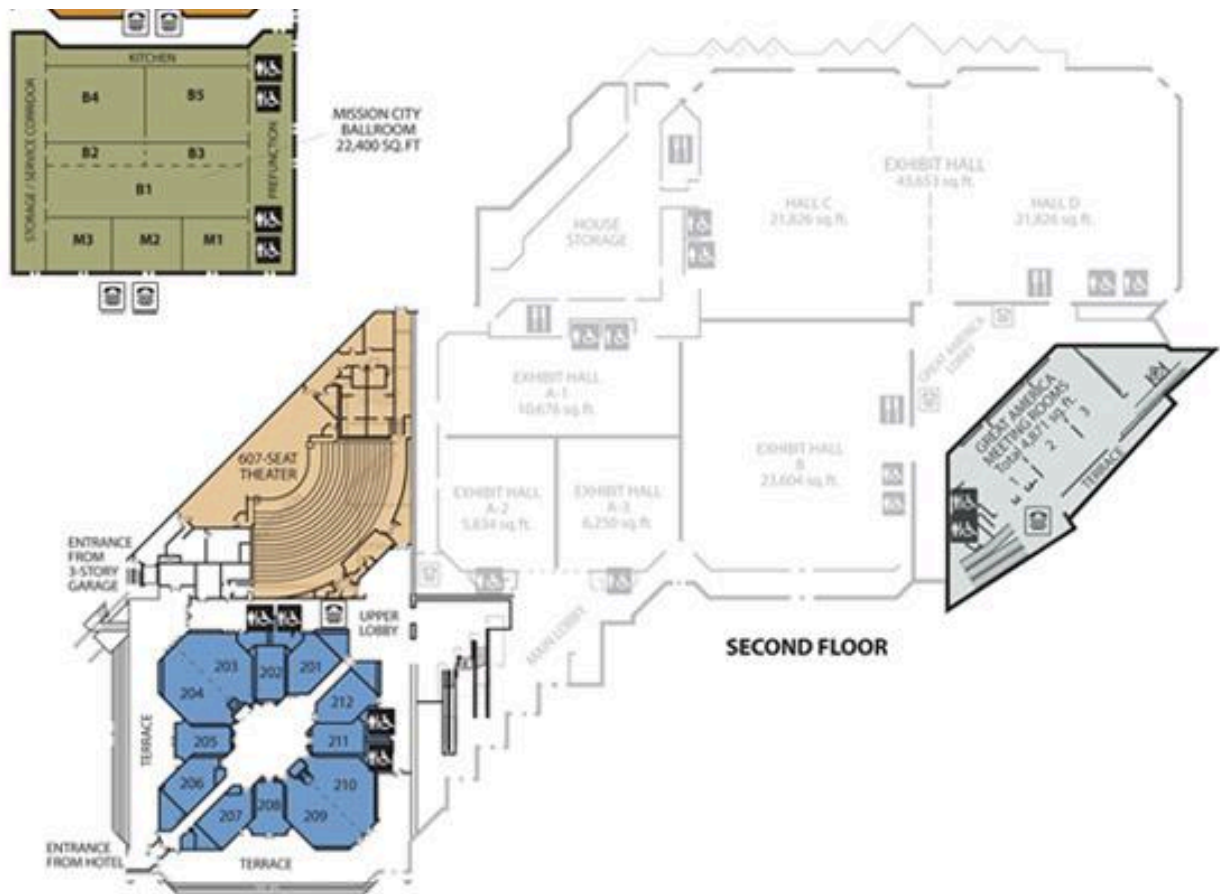 KITCHEN
B4
B5
STORAGE / SERVICE CORRIDOR
PREFUNCTION
B2
B3
B1
M3
M2
M1
MISSION CITY
BALLROOM
22,400 SQ. FT
HOUSE
STORAGE
EXHIBIT HALL
43,653 sq. ft.
HALL C
21,826 sq. ft.
HALL D
21,826 sq. ft.
GREAT AMERICA
LOBBY
EXHIBIT HALL
A-1
10,676 sq. ft.
EXHIBIT HALL
A-2
5,834 sq. ft.
EXHIBIT HALL
A-3
6,250 sq. ft
EXHIBIT HALL
B
23,604 sq. ft.
GREAT AMERICA
MEETING ROOMS
Total 4,871 sq. ft.
1
2
3
TERRACE
607-SEAT
THEATER
ENTRANCE
FROM
3-STORY
GARAGE
UPPER
LOBBY
MAIN LOBBY
SECOND FLOOR
203
202
201
204
212
205
211
206
210
207
208
209
TERRACE
ENTRANCE
FROM HOTEL
TERRACE